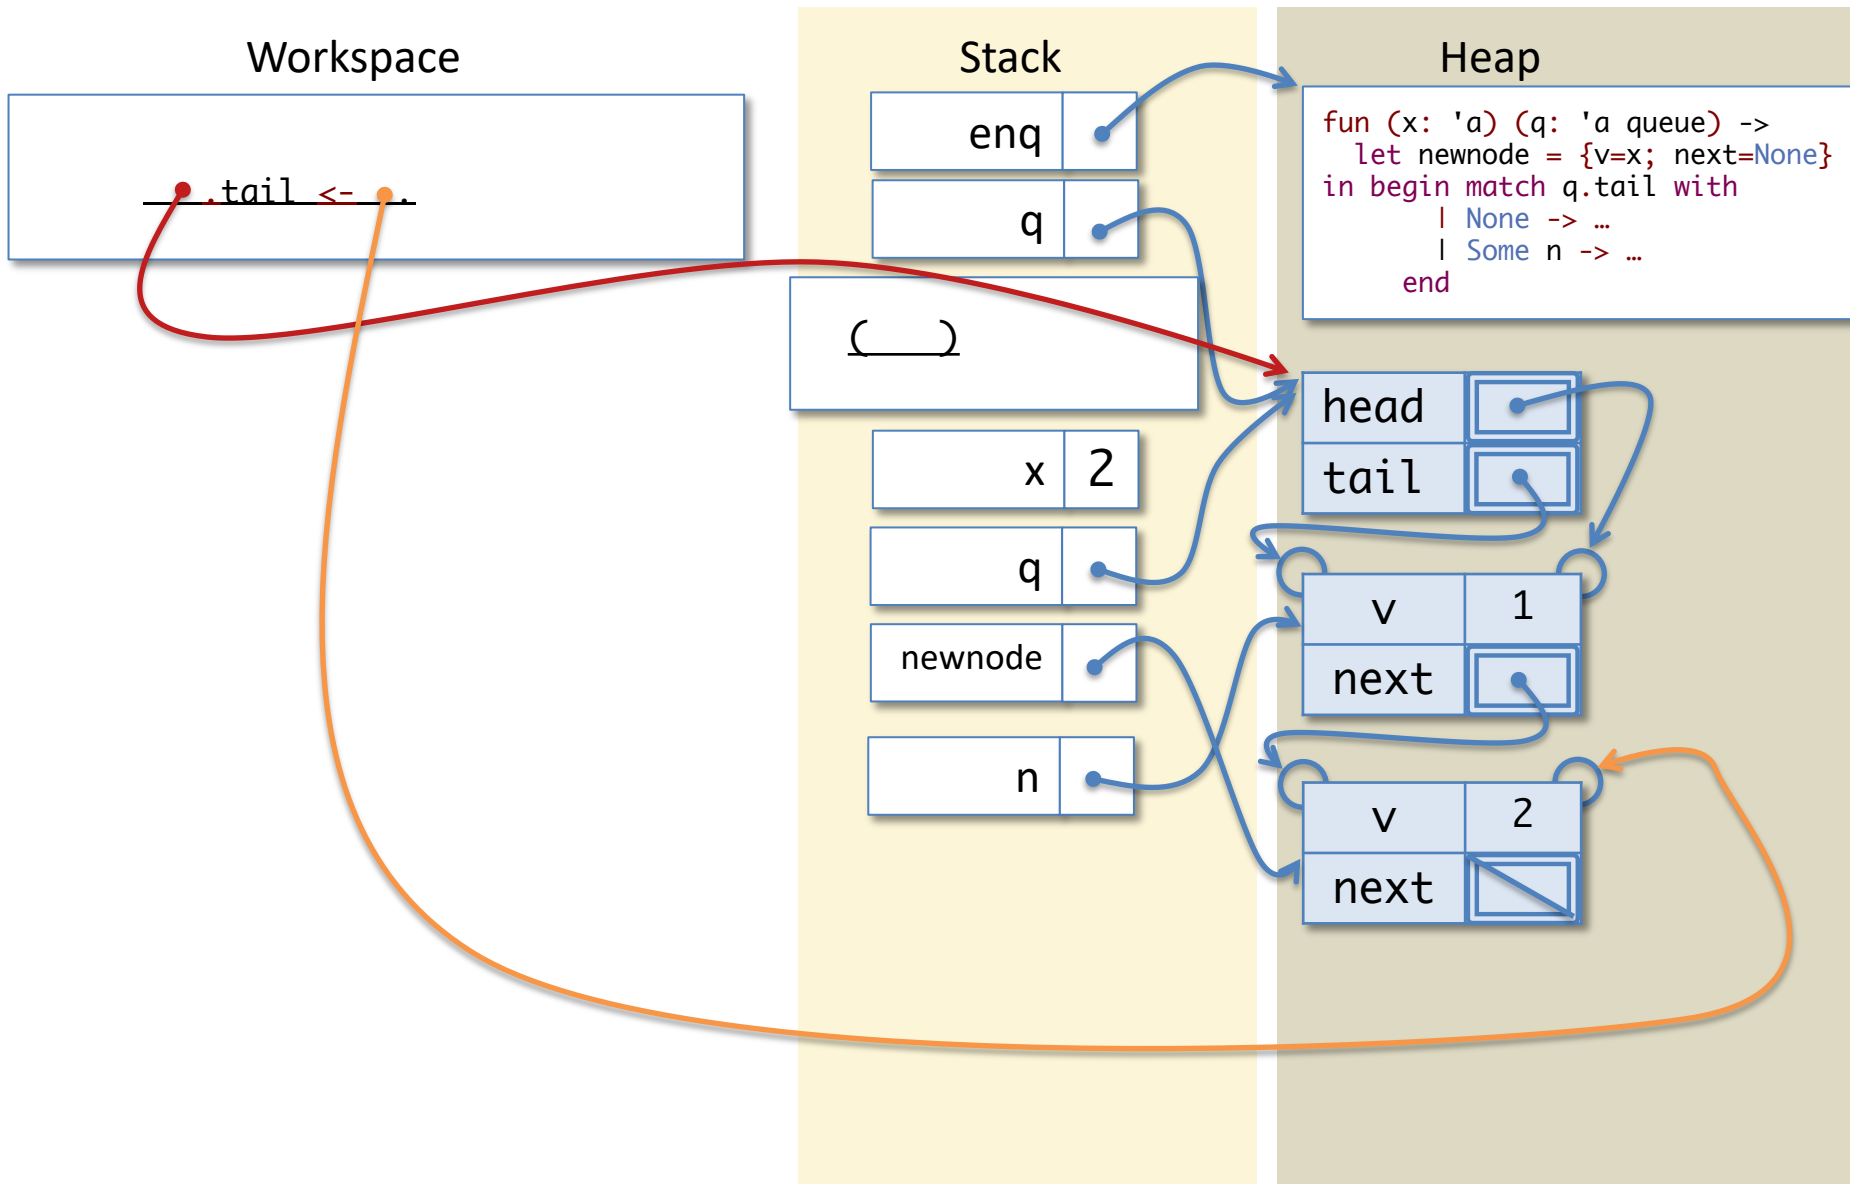 Workspace
.tail <- .
Stack
enq
q
( )
x 2
q
newnode
n
Heap
fun (x: 'a) (q: 'a queue) ->
let newnode = {v=x; next=None}
in begin match q.tail with
| None -> …
| Some n -> …
end
head
tail
v 1
next
v 2
next